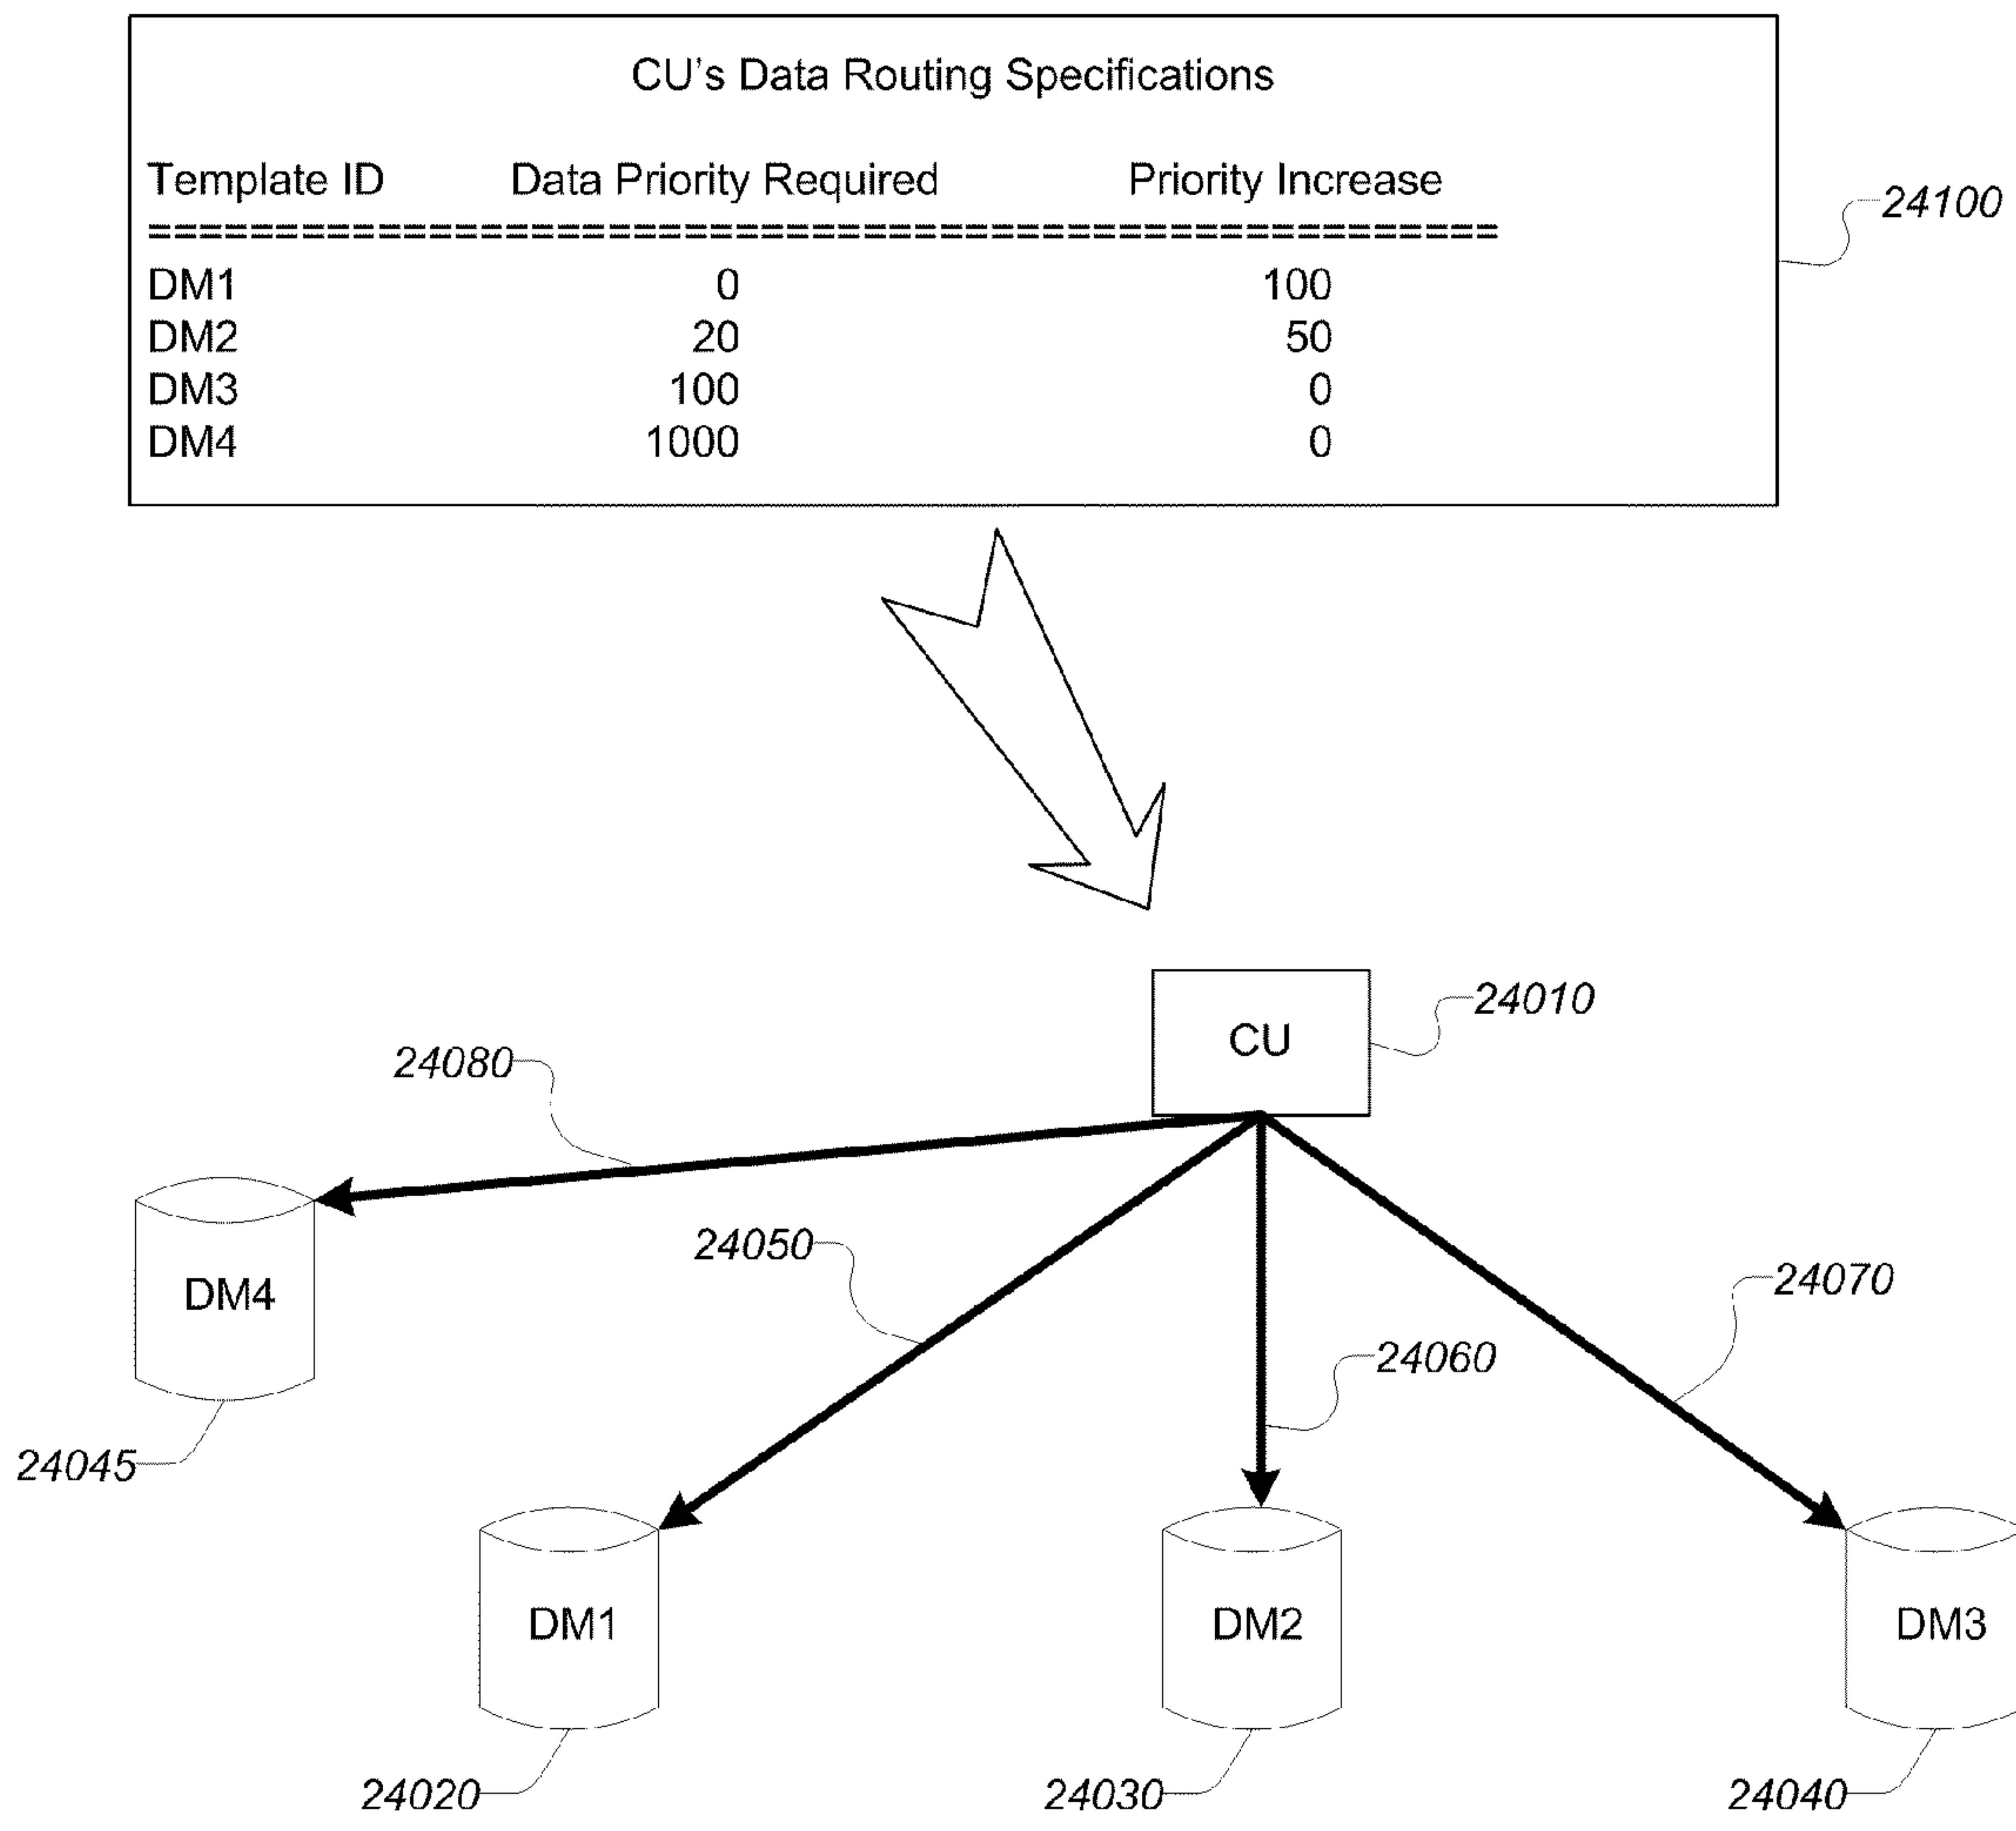 CU's Data Routing Specifications
Template ID Data Priority Required Priority Increase
=====================================================
DM1 0 100
DM2 20 50
DM3 100 0
DM4 1000 0
24100
24010
CU
24080
24050
24070
DM4
24060
24045
DM1
DM2
DM3
24020
24030
24040